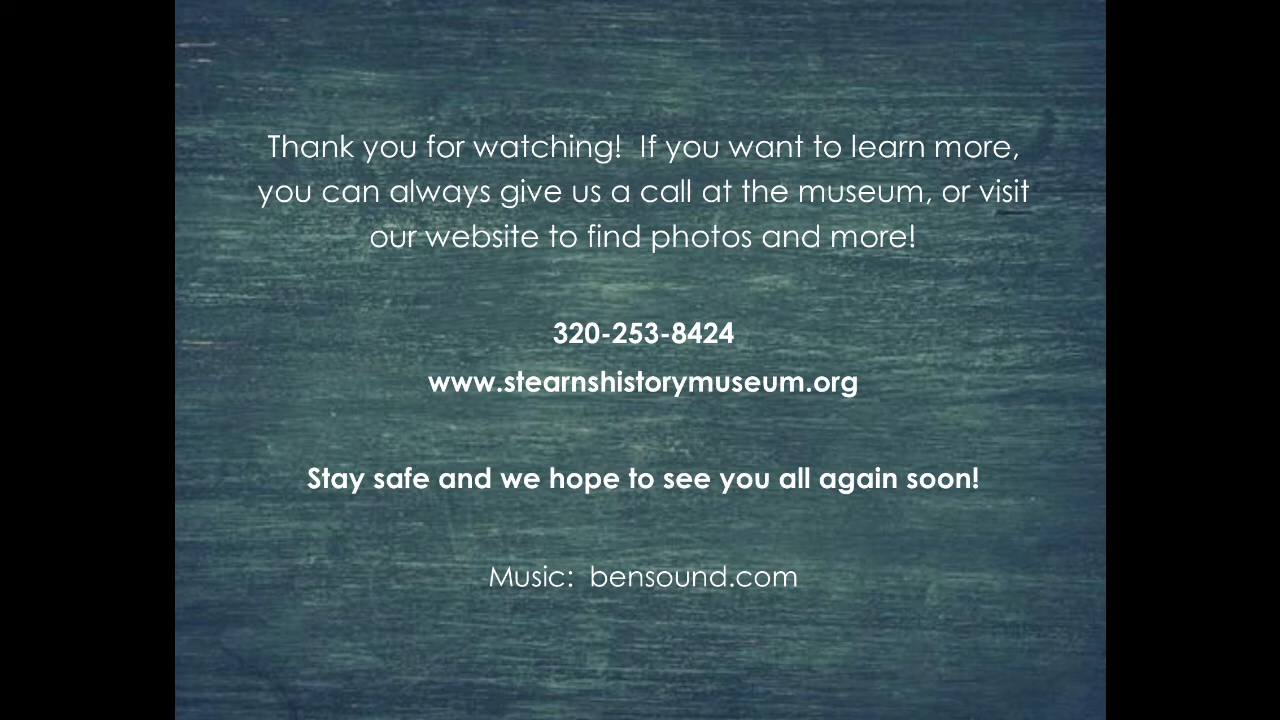 Thank you for watching!  If you want to learn more,
you can always give us a call at the museum, or visit
our website to find photos and more!
320-253-8424
www.stearnshistorymuseum.org
Stay safe and we hope to see you all again soon!
Music:  bensound.com